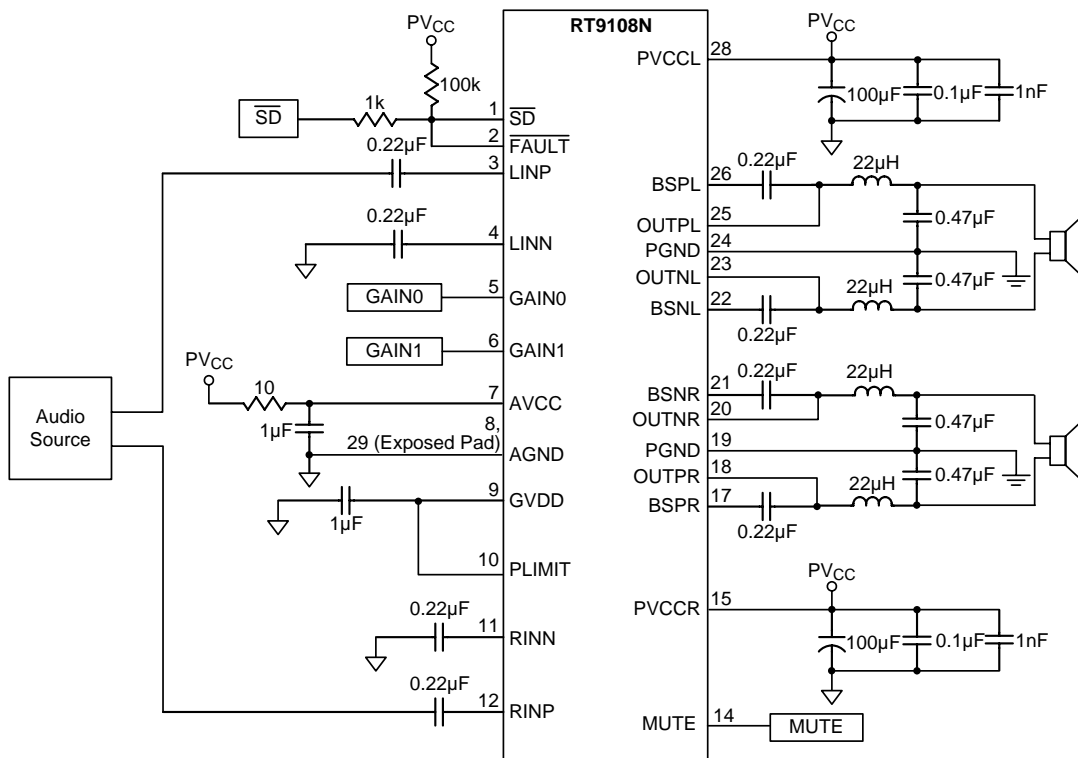 RT9108N
PVCC
100k
1k
SD
1
SD
2
FAULT
0.22µF
3
LINP
0.22µF
4
LINN
GAIN0
5
GAIN0
GAIN1
6
GAIN1
PVCC
10
7
AVCC
1µF
8,
29 (Exposed Pad)
AGND
9
GVDD
1µF
10
PLIMIT
0.22µF
11
RINN
0.22µF
12
RINP
Audio
Source
PVCC
PVCCL
28
100µF
0.1µF
1nF
0.22µF
22µH
BSPL
26
OUTPL
25
0.47µF
PGND
24
OUTNL
23
22µH
0.47µF
BSNL
22
0.22µF
0.22µF
22µH
BSNR
21
OUTNR
20
0.47µF
PGND
19
OUTPR
18
22µH
0.47µF
BSPR
17
0.22µF
PVCC
PVCCR
15
100µF
0.1µF
1nF
MUTE
14
MUTE